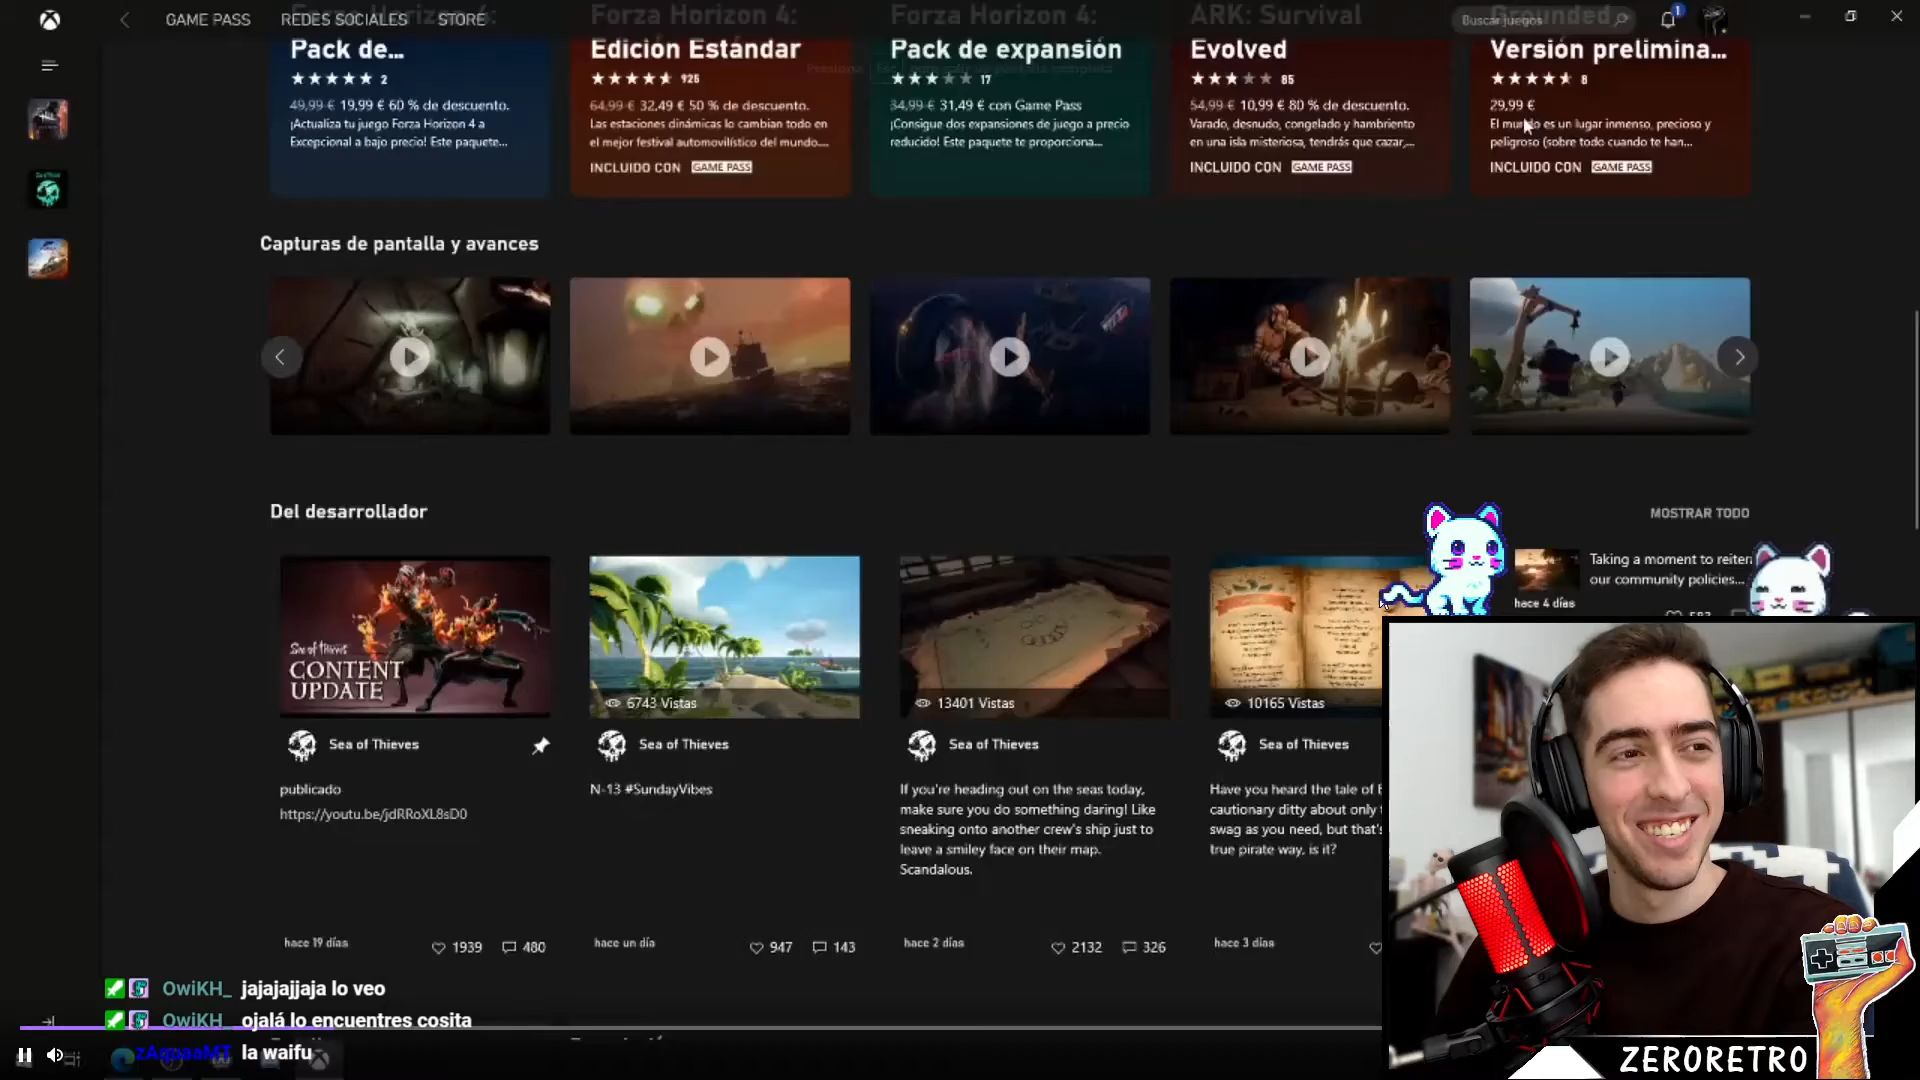 GAME PASS
REDES SOCIALES
STORE
Buscar juegos
1
Forza Horizon 4:
Pack de...
2
49,99 € 19,99 € 60 % de descuento.
¡Actualiza tu juego Forza Horizon 4 a
Excepcional a bajo precio! Este paquete...
Forza Horizon 4:
Edición Estándar
925
64,99 € 32,49 € 50 % de descuento.
Las estaciones dinámicas lo cambian todo en
el mejor festival automovilístico del mundo....
INCLUIDO CON GAME PASS
Forza Horizon 4:
Pack de expansión
17
34,99 € 31,49 € con Game Pass
¡Consigue dos expansiones de juego a precio
reducido! Este paquete te proporciona...
ARK: Survival
Evolved
85
54,99 € 10,99 € 80 % de descuento.
Varado, desnudo, congelado y hambriento
en una isla misteriosa, tendrás que cazar,...
INCLUIDO CON GAME PASS
Grounded
Versión prelimina...
8
29,99 €
El mundo es un lugar inmenso, precioso y
peligroso (sobre todo cuando te han...
INCLUIDO CON GAME PASS
Capturas de pantalla y avances
Del desarrollador
MOSTRAR TODO
Sea of Thieves
CONTENT
UPDATE
Sea of Thieves
publicado
https://youtu.be/jdRRoXL8sD0
hace 19 días
1939
480
6743 Vistas
Sea of Thieves
N-13 #SundayVibes
hace un día
947
143
13401 Vistas
Sea of Thieves
If you're heading out on the seas today,
make sure you do something daring! Like
sneaking onto another crew's ship just to
leave a smiley face on their map.
Scandalous.
hace 2 días
2132
326
10165 Vistas
Sea of Thieves
Have you heard the tale of
cautionary ditty about only
swag as you need, but that's
true pirate way, is it?
hace 3 días
Taking a moment to reiter
our community policies...
hace 4 días
OwiKH_ jajajajjaja lo veo
OwiKH_ ojalá lo encuentres cosita
zAquaaMT la waifu
ZERORETRO